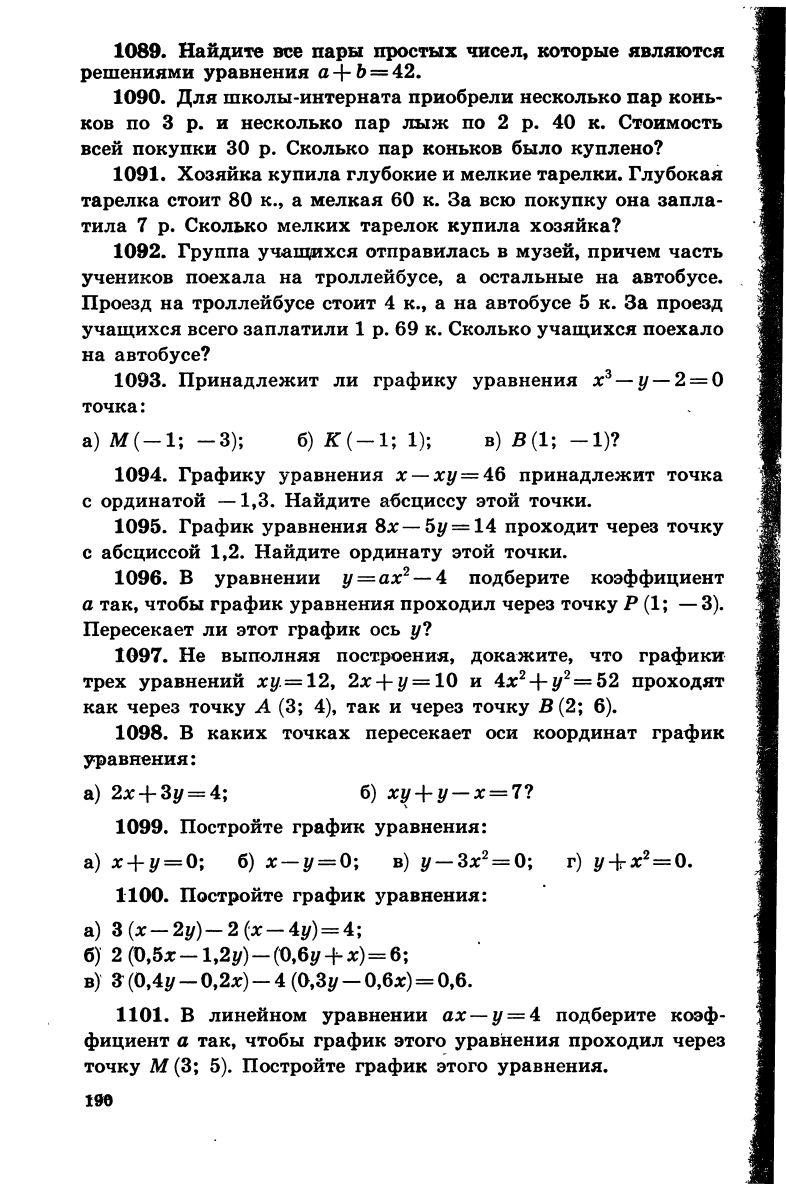 1089. Найдите все пары простых чисел, которые являются
решениями уравнения a + b = 42.
1090. Для школы-интерната приобрели несколько пар конь-
ков по 3 р. и несколько пар лыж по 2 р. 40 к. Стоимость
всей покупки 30 р. Сколько пар коньков было куплено?
1091. Хозяйка купила глубокие и мелкие тарелки. Глубокая
тарелка стоит 80 к., а мелкая 60 к. За всю покупку она запла-
тила 7 р. Сколько мелких тарелок купила хозяйка?
1092. Группа учащихся отправилась в музей, причем часть
учеников поехала на троллейбусе, а остальные на автобусе.
Проезд на троллейбусе стоит 4 к., а на автобусе 5 к. За проезд
учащихся всего заплатили 1 р. 69 к. Сколько учащихся поехало
на автобусе?
1093. Принадлежит ли графику уравнения x³ — y — 2 = 0
точка:
а) M (— 1; — 3); б) K (— 1; 1); в) B (1; — 1)?
1094. Графику уравнения x — xy = 46 принадлежит точка
с ординатой — 1,3. Найдите абсциссу этой точки.
1095. График уравнения 8x — 5y = 14 проходит через точку
с абсциссой 1,2. Найдите ординату этой точки.
1096. В уравнении y = ax² — 4 подберите коэффициент
a так, чтобы график уравнения проходил через точку P (1; — 3).
Пересекает ли этот график ось y?
1097. Не выполняя построения, докажите, что графики
трех уравнений xy = 12, 2x + y = 10 и 4x² + y² = 52 проходят
как через точку A (3; 4), так и через точку B (2; 6).
1098. В каких точках пересекает оси координат график
уравнения:
а) 2x + 3y = 4; б) xy + y — x = 7?
1099. Постройте график уравнения:
а) x + y = 0; б) x — y = 0; в) y — 3x² = 0; г) y + x² = 0.
1100. Постройте график уравнения:
а) 3 (x — 2y) — 2 (x — 4y) = 4;
б) 2 (0,5x — 1,2y) — (0,6y + x) = 6;
в) 3 (0,4y — 0,2x) — 4 (0,3y — 0,6x) = 0,6.
1101. В линейном уравнении ax — y = 4 подберите коэф-
фициент a так, чтобы график этого уравнения проходил через
точку M (3; 5). Постройте график этого уравнения.
190